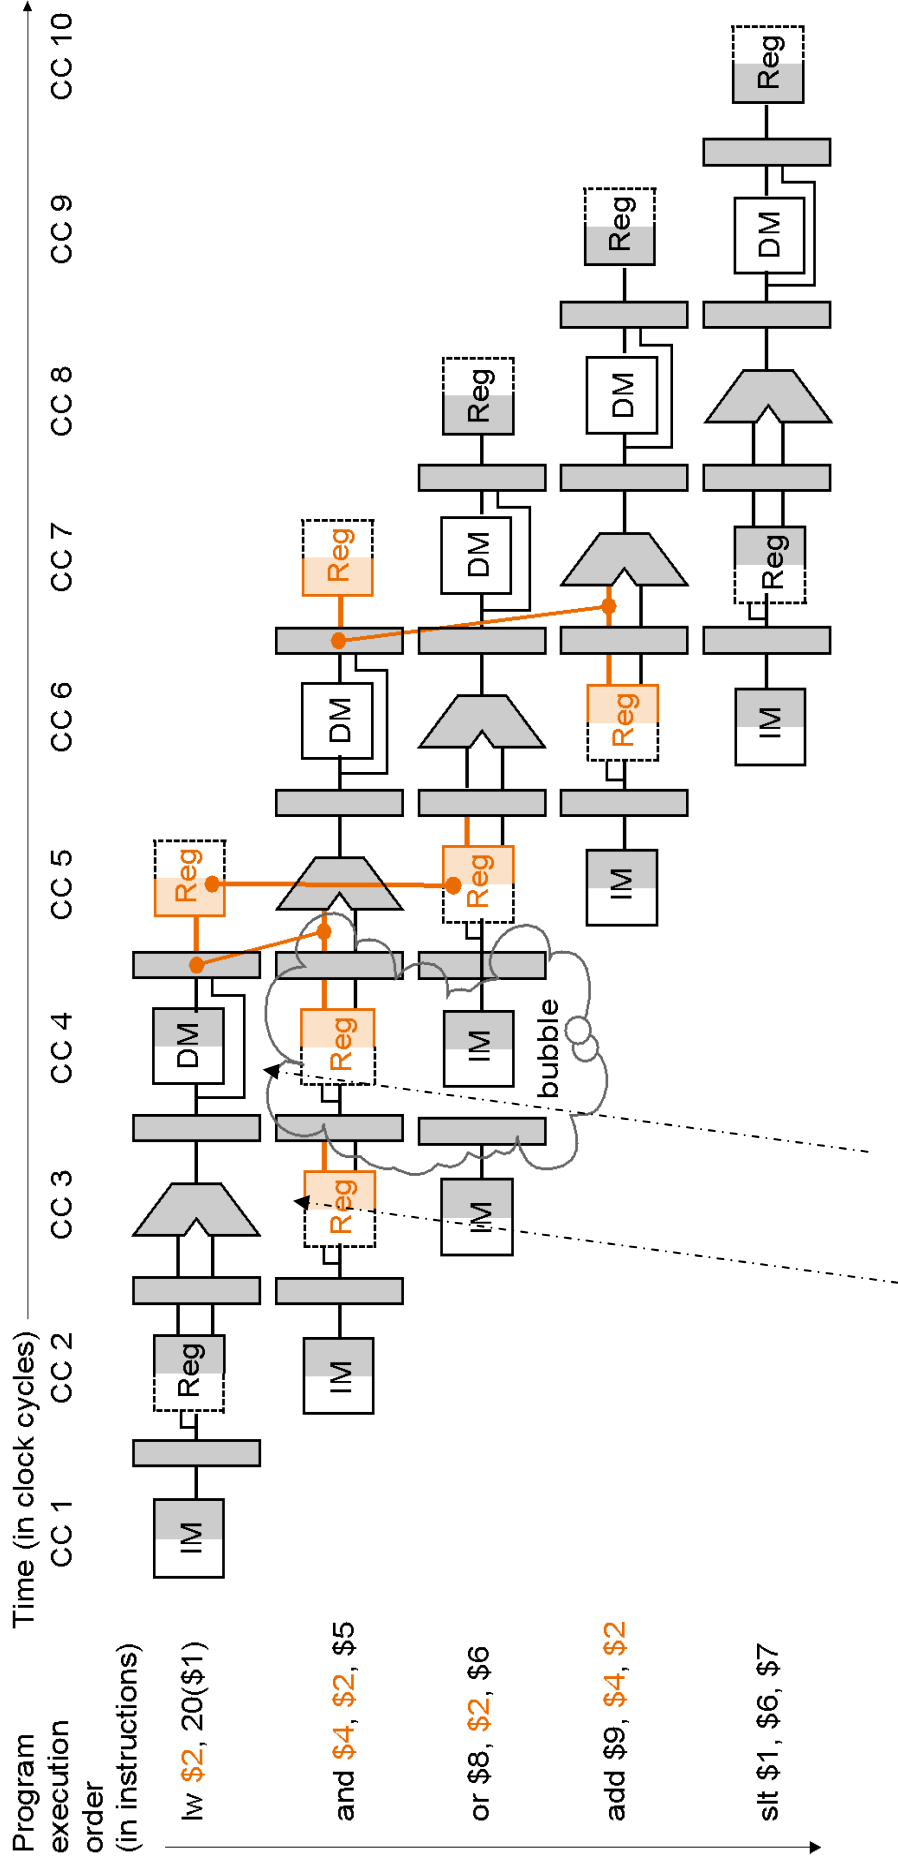 Time (in clock cycles)
CC 1 CC 2 CC 3 CC 4 CC 5 CC 6 CC 7 CC 8 CC 9 CC 10
Program
execution
order
(in instructions)
lw $2, 20($1)
IM Reg DM Reg
and $4, $2, $5
IM Reg Reg DM Reg
or $8, $2, $6
IM IM Reg DM Reg
bubble
add $9, $4, $2
IM Reg DM Reg
slt $1, $6, $7
IM Reg DM Reg